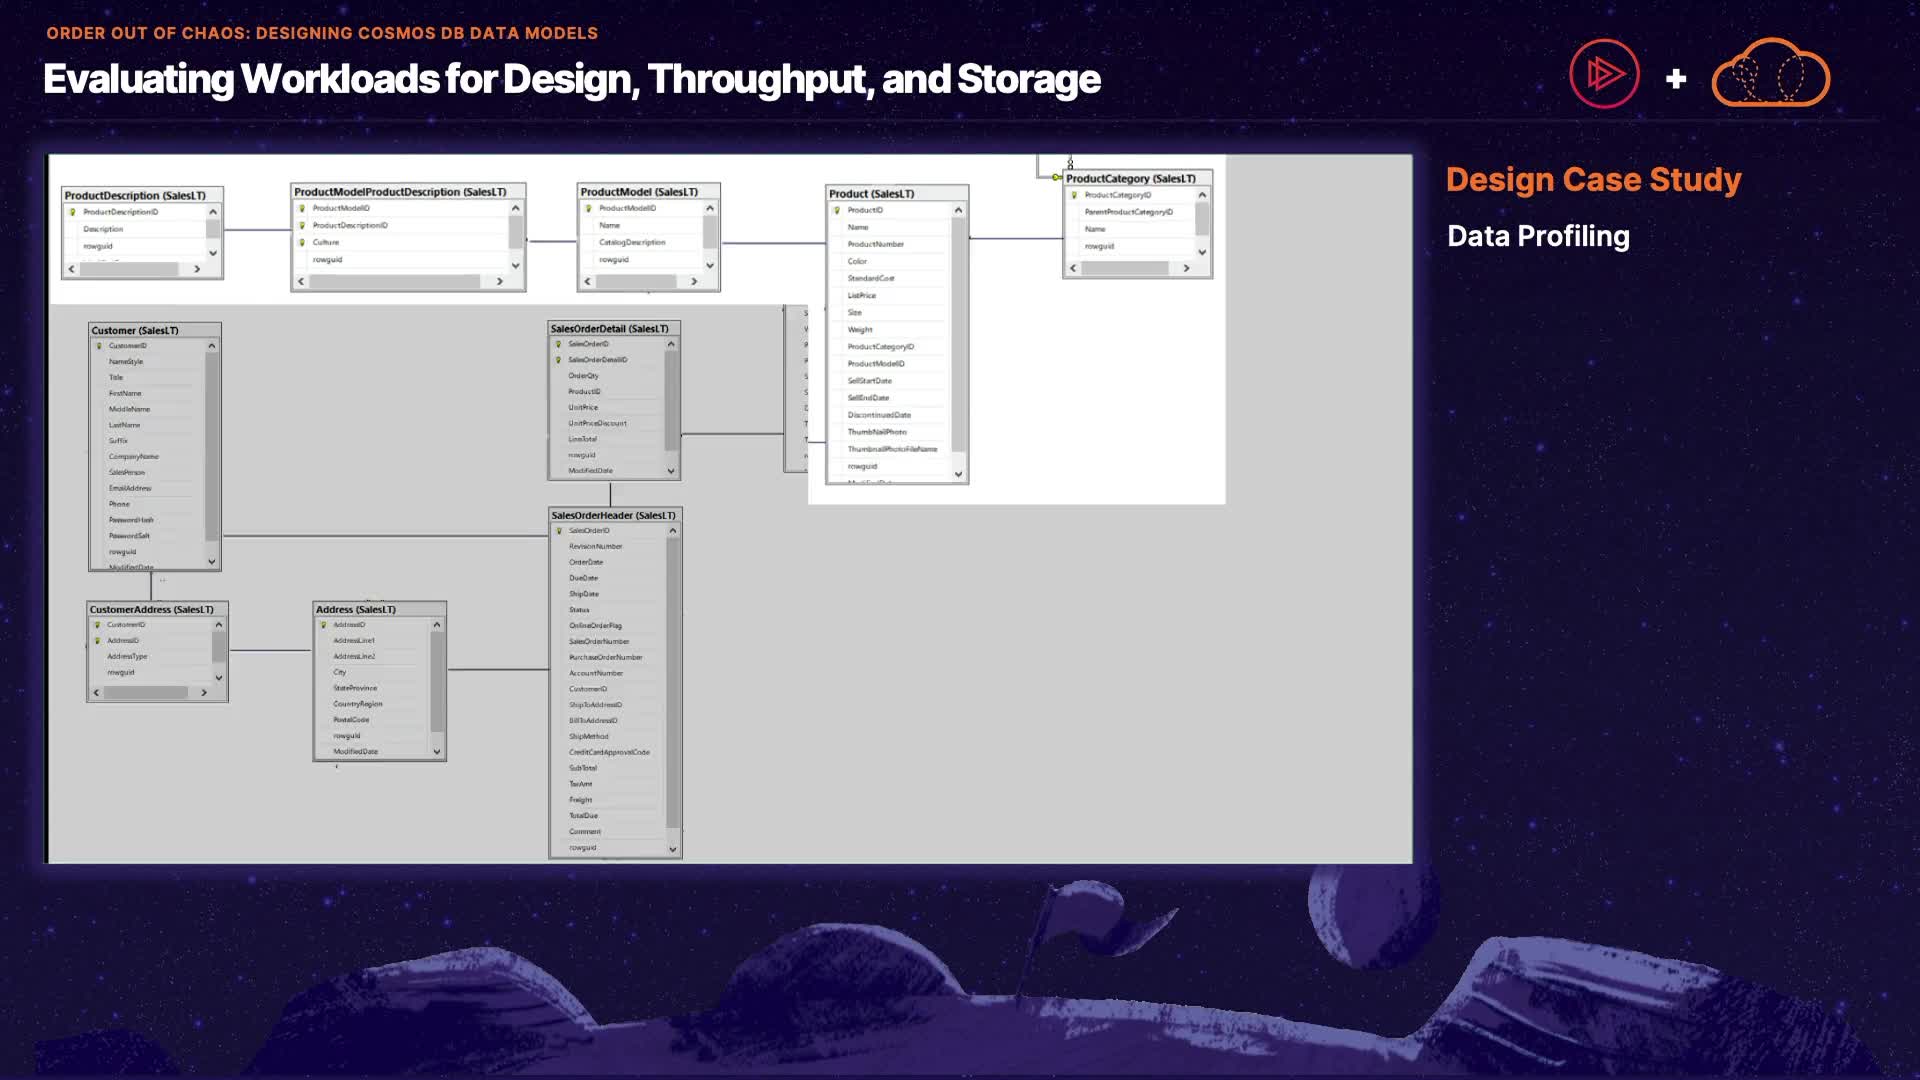 ORDER OUT OF CHAOS: DESIGNING COSMOS DB DATA MODELS
Evaluating Workloads for Design, Throughput, and Storage
+
Design Case Study
Data Profiling
ProductDescription (SalesLT)
ProductDescriptionID
Description
rowguid
ProductModelProductDescription (SalesLT)
ProductModelID
ProductDescriptionID
Culture
rowguid
ProductModel (SalesLT)
ProductModelID
Name
CatalogDescription
rowguid
Product (SalesLT)
ProductID
Name
ProductNumber
Color
StandardCost
ListPrice
Size
Weight
ProductCategoryID
ProductModelID
SellStartDate
SellEndDate
DiscontinuedDate
ThumbNailPhoto
ThumbnailPhotoFileName
rowguid
ProductCategory (SalesLT)
ProductCategoryID
ParentProductCategoryID
Name
rowguid
Customer (SalesLT)
CustomerID
NameStyle
Title
FirstName
MiddleName
LastName
Suffix
CompanyName
SalesPerson
EmailAddress
Phone
PasswordHash
PasswordSalt
rowguid
ModifiedDate
SalesOrderDetail (SalesLT)
SalesOrderID
SalesOrderDetailID
OrderQty
ProductID
UnitPrice
UnitPriceDiscount
LineTotal
rowguid
ModifiedDate
SalesOrderHeader (SalesLT)
SalesOrderID
RevisionNumber
OrderDate
DueDate
ShipDate
Status
OnlineOrderFlag
SalesOrderNumber
PurchaseOrderNumber
AccountNumber
CustomerID
ShipToAddressID
BillToAddressID
ShipMethod
CreditCardApprovalCode
SubTotal
TaxAmt
Freight
TotalDue
Comment
rowguid
CustomerAddress (SalesLT)
CustomerID
AddressID
AddressType
rowguid
Address (SalesLT)
AddressID
AddressLine1
AddressLine2
City
StateProvince
CountryRegion
PostalCode
rowguid
ModifiedDate